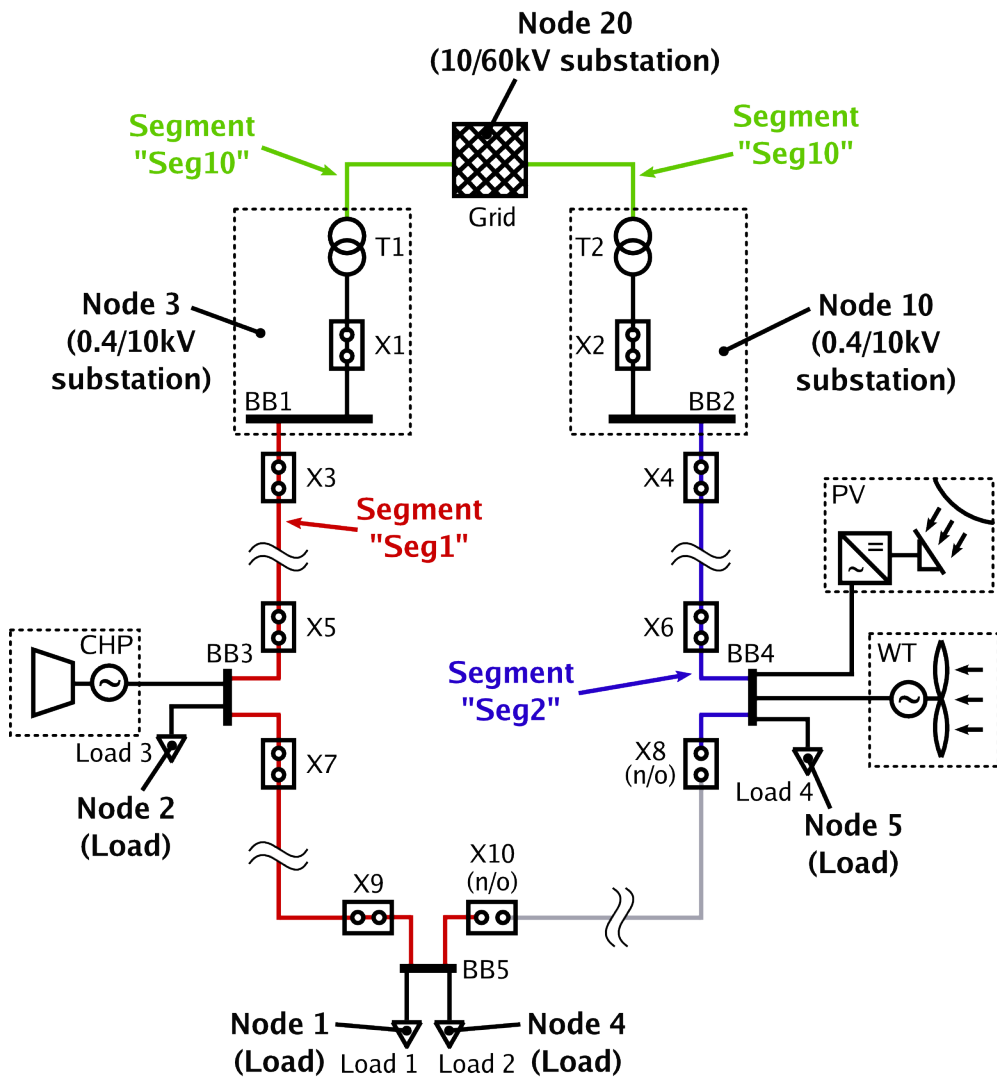 Node 20
(10/60kV substation)
Segment
"Seg10"
Segment
"Seg10"
Grid
T1
T2
Node 3
(0.4/10kV
substation)
X1
X2
Node 10
(0.4/10kV
substation)
BB1
BB2
X3
X4
Segment
"Seg1"
PV
=
~
X5
X6
CHP
~
BB3
BB4
WT
~
Segment
"Seg2"
Load 3
X7
X8
(n/o)
Load 4
Node 2
(Load)
Node 5
(Load)
X9
X10
(n/o)
BB5
Node 1
(Load)
Load 1
Load 2
Node 4
(Load)